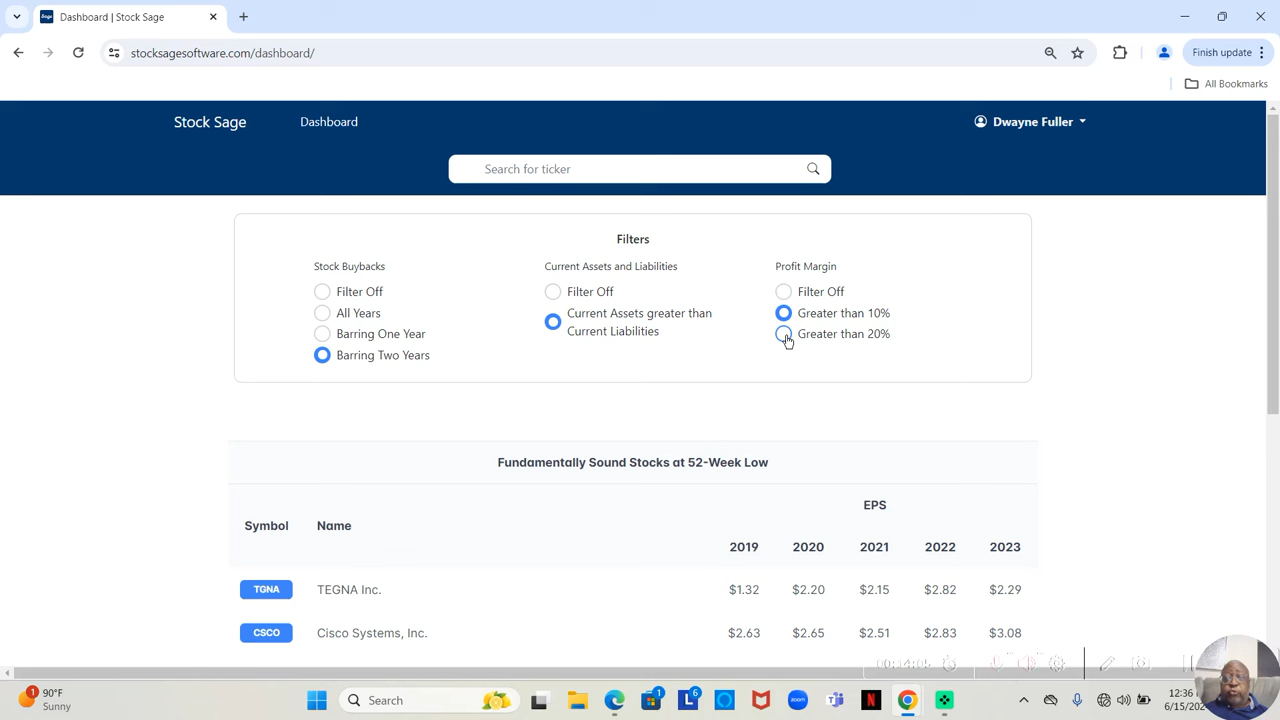 Sage
Dashboard | Stock Sage
stocksagesoftware.com/dashboard/
Finish update
All Bookmarks
Stock Sage
Dashboard
Dwayne Fuller
Search for ticker
Filters
Stock Buybacks
Current Assets and Liabilities
Profit Margin
Filter Off
Filter Off
Filter Off
All Years
Current Assets greater than
Current Liabilities
Greater than 10%
Barring One Year
Greater than 20%
Barring Two Years
Fundamentally Sound Stocks at 52-Week Low
EPS
Symbol
Name
2019 2020 2021 2022 2023
TGNA TEGNA Inc. $1.32 $2.20 $2.15 $2.82 $2.29
CSCO Cisco Systems, Inc. $2.63 $2.65 $2.51 $2.83 $3.08
1
90°F
Sunny
Search
1
6
zoom
N
12:36